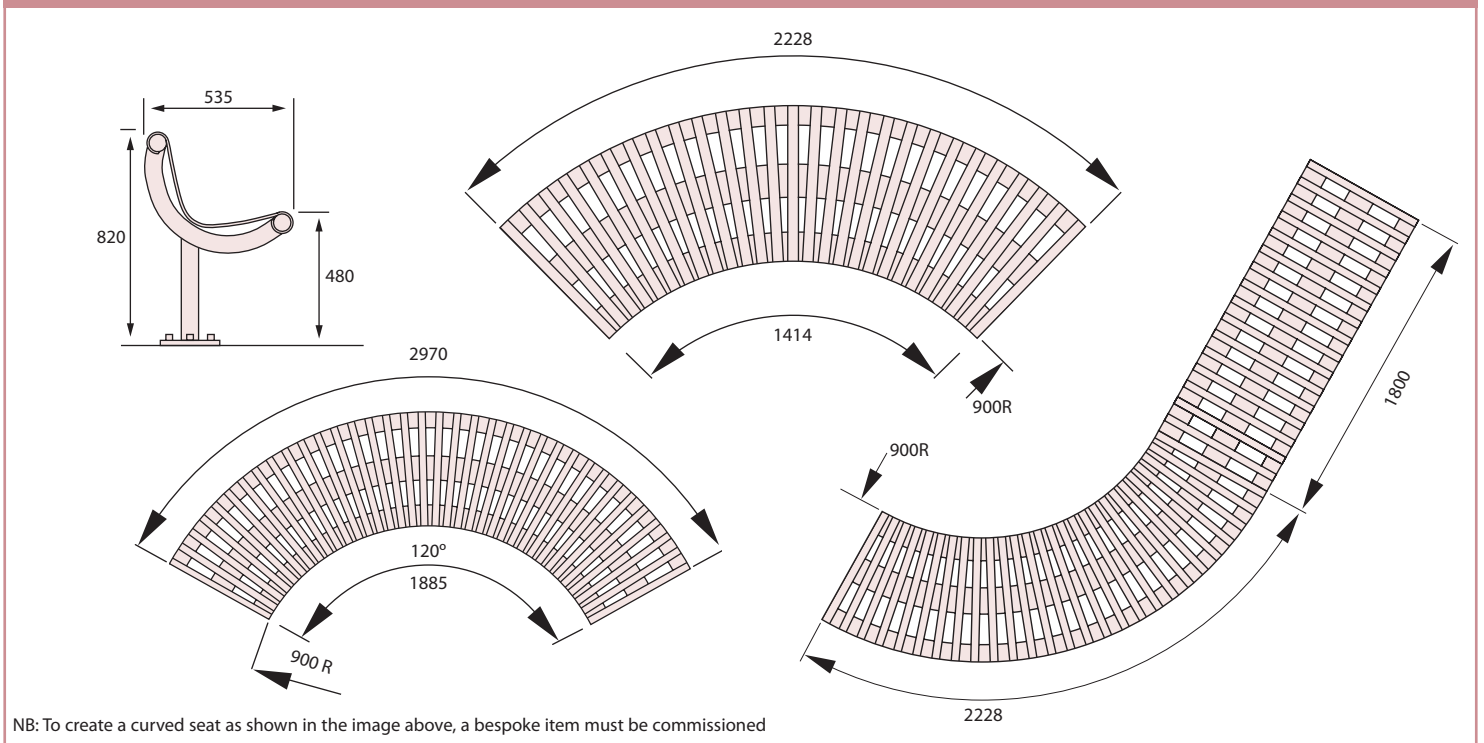 2228
535
820
480
1414
900R
2970
120º
1885
900 R
1800
900R
2228
NB: To create a curved seat as shown in the image above, a bespoke item must be commissioned